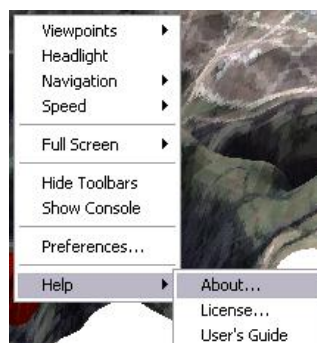 Viewpoints
Headlight
Navigation
Speed
Full Screen
Hide Toolbars
Show Console
Preferences...
Help
About...
License...
User's Guide